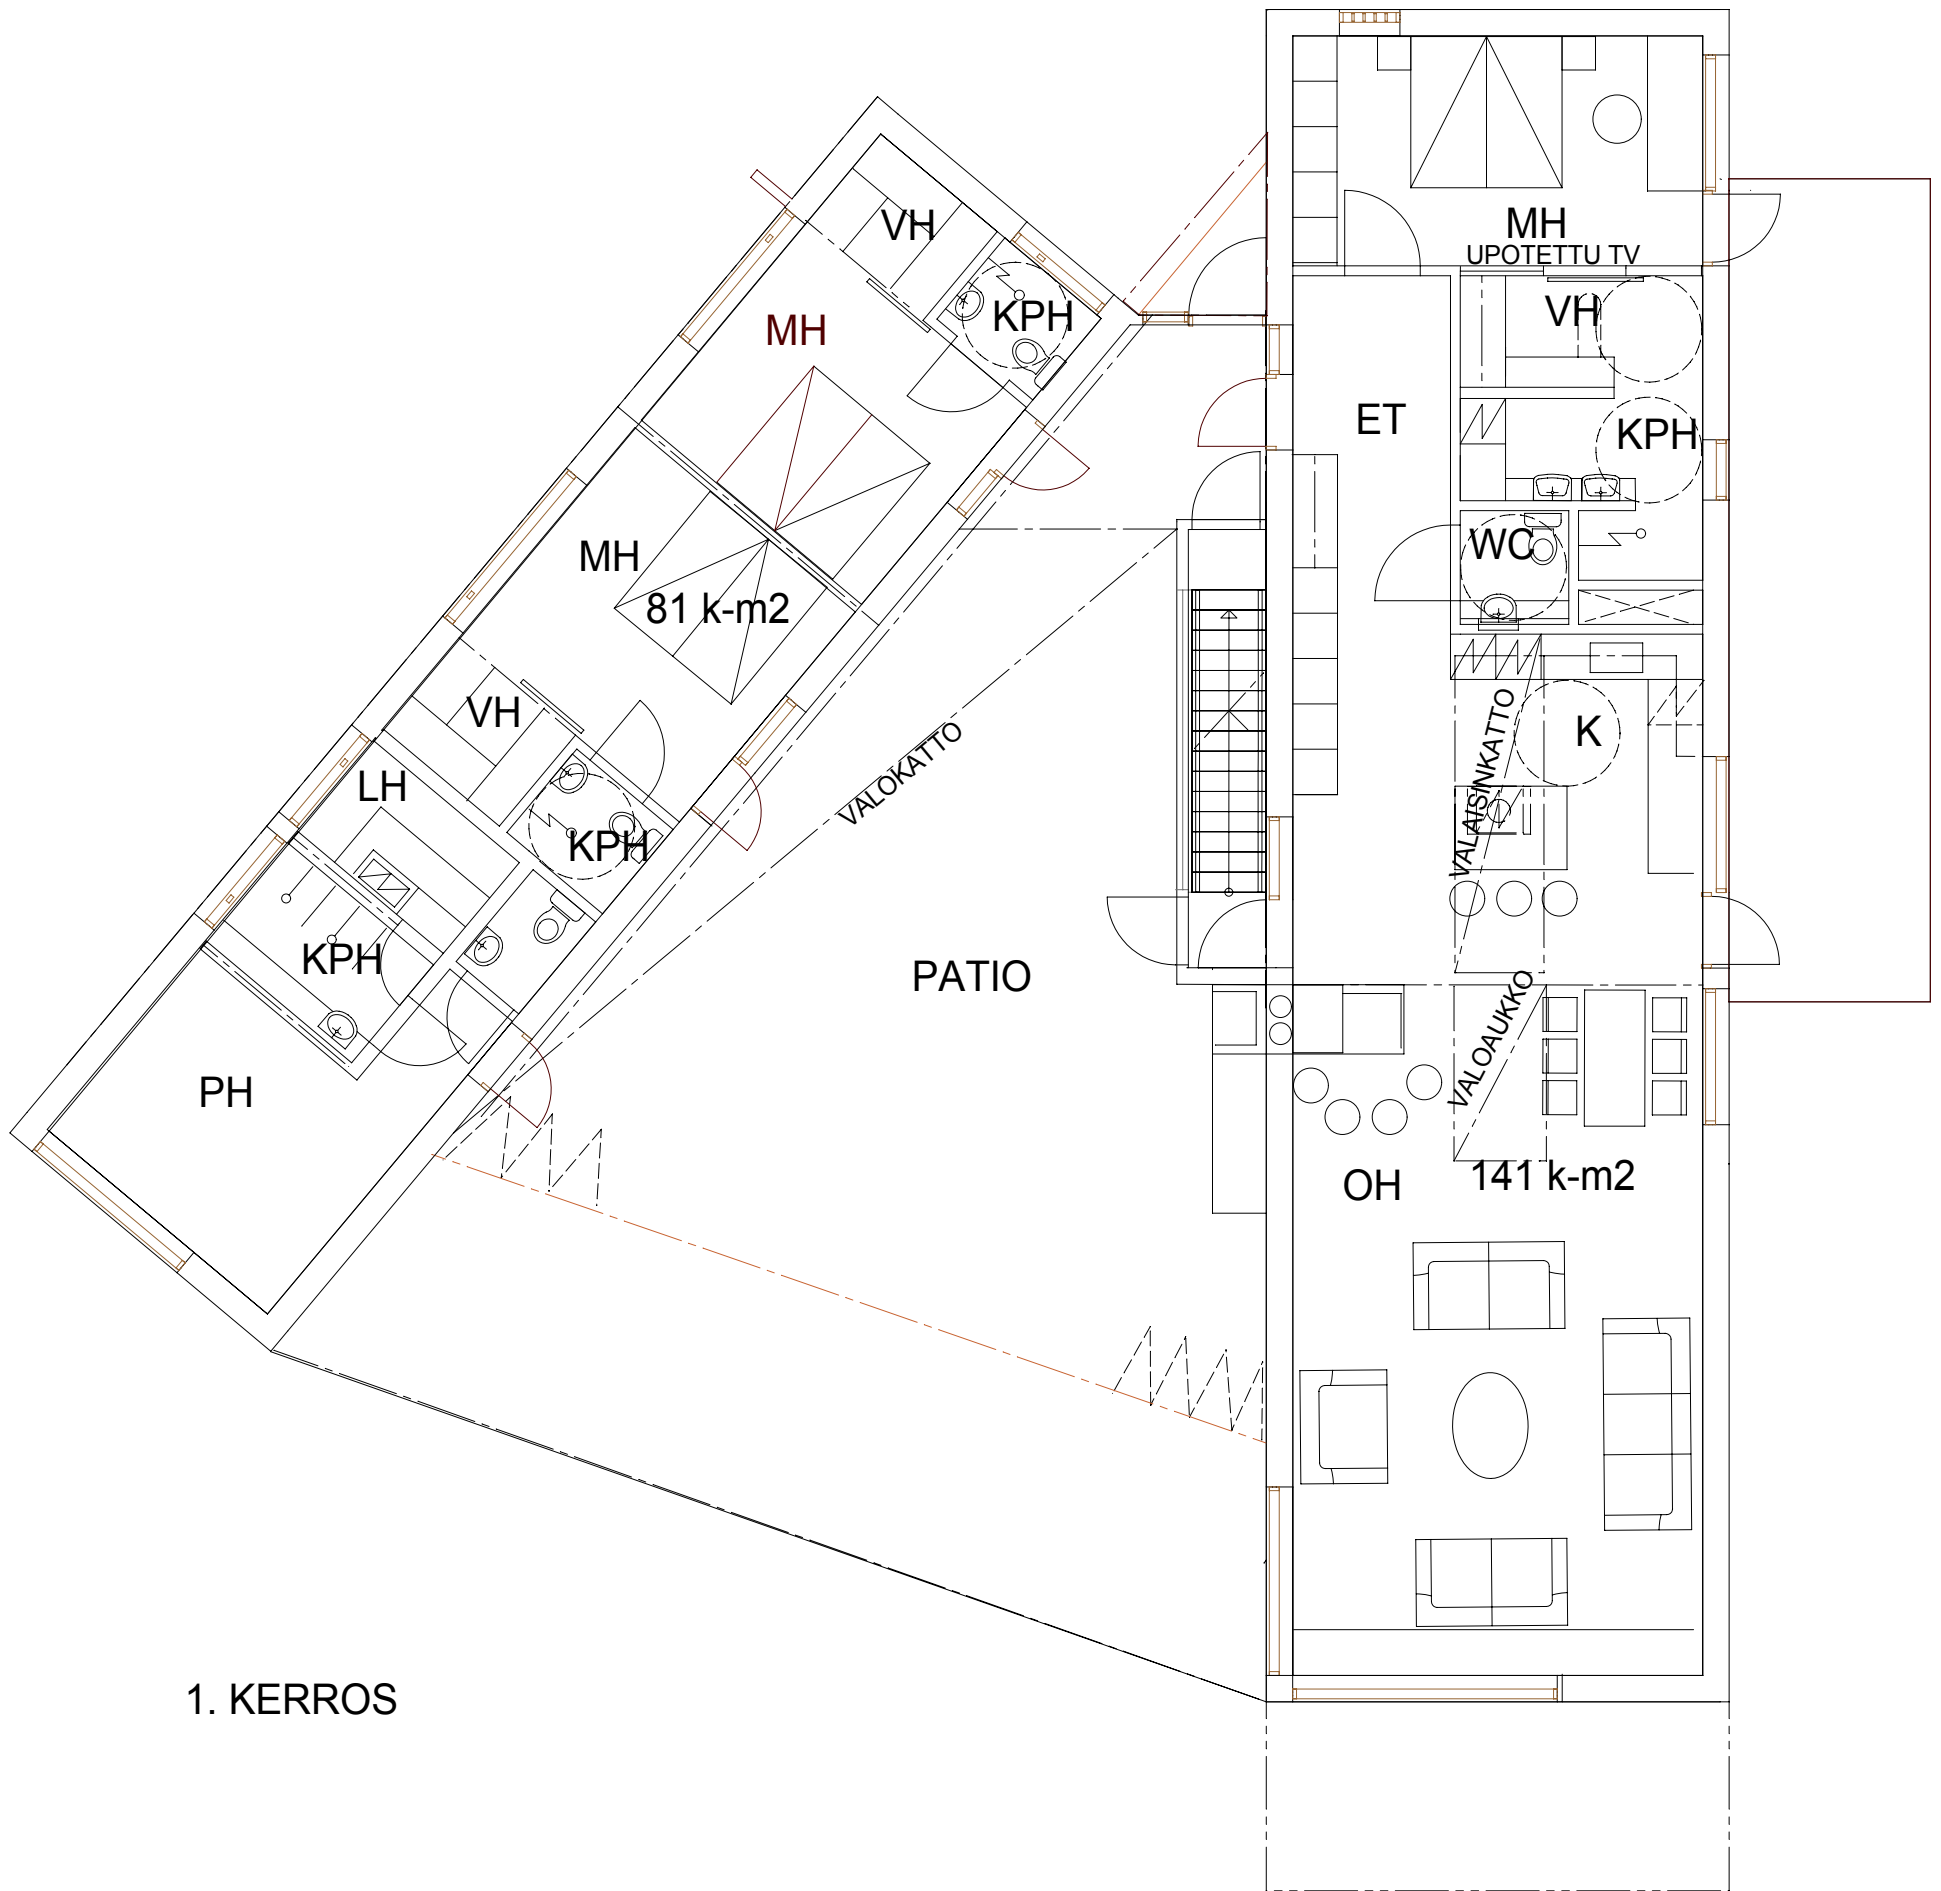 VH
KPH
MH
MH
81 k-m2
VH
LH
KPH
KPH
PH
VALOKATTO
PATIO
MH
UPOTETTU TV
VH
ET
KPH
WC
VALAISINKATTO
K
VALOAUKKO
OH
141 k-m2
1. KERROS